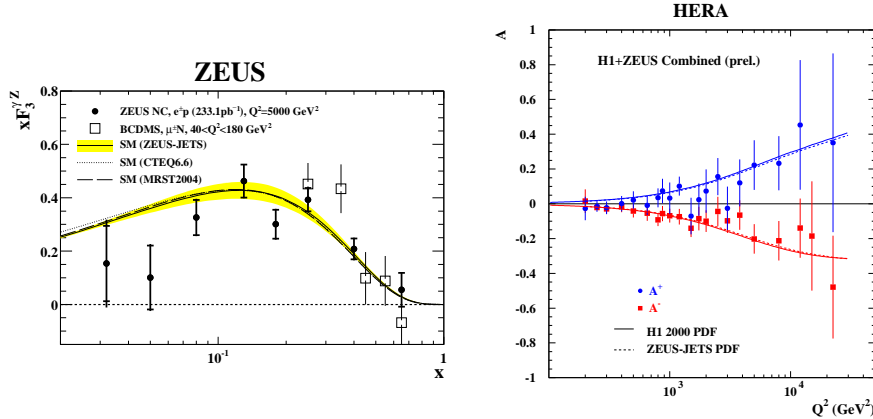 ZEUS
xF₃^γZ
0.6
0.4
0.2
0
ZEUS NC, e±p (233.1pb⁻¹), Q²=5000 GeV²
BCDMS, μ±N, 40<Q²<180 GeV²
SM (ZEUS-JETS)
SM (CTEQ6.6)
SM (MRST2004)
10⁻¹
1
x
HERA
A
1
0.8
0.6
0.4
0.2
0
-0.2
-0.4
-0.6
-0.8
-1
H1+ZEUS Combined (prel.)
A⁺
A⁻
H1 2000 PDF
ZEUS-JETS PDF
10³
10⁴
Q² (GeV²)